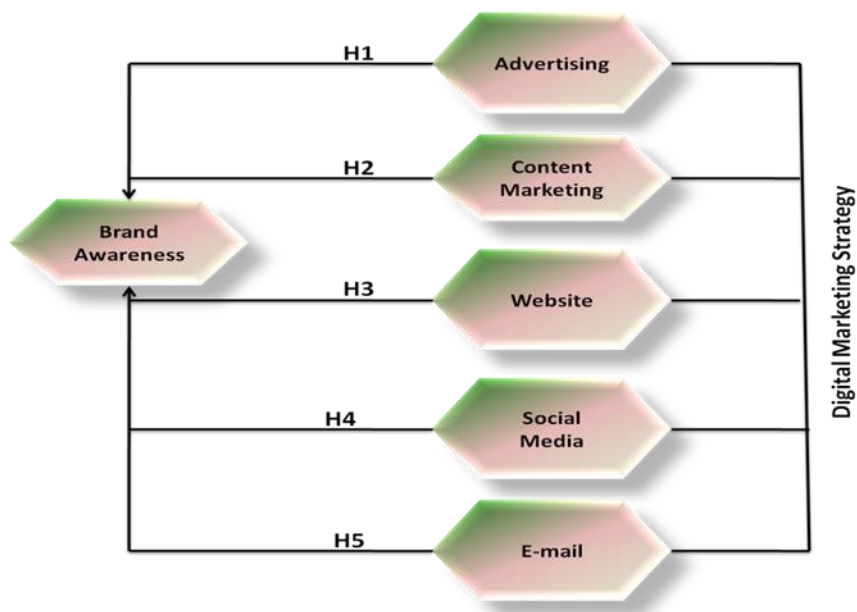 H1
Advertising
H2
Content
Marketing
Brand
Awareness
H3
Website
H4
Social
Media
H5
E-mail
Digital Marketing Strategy